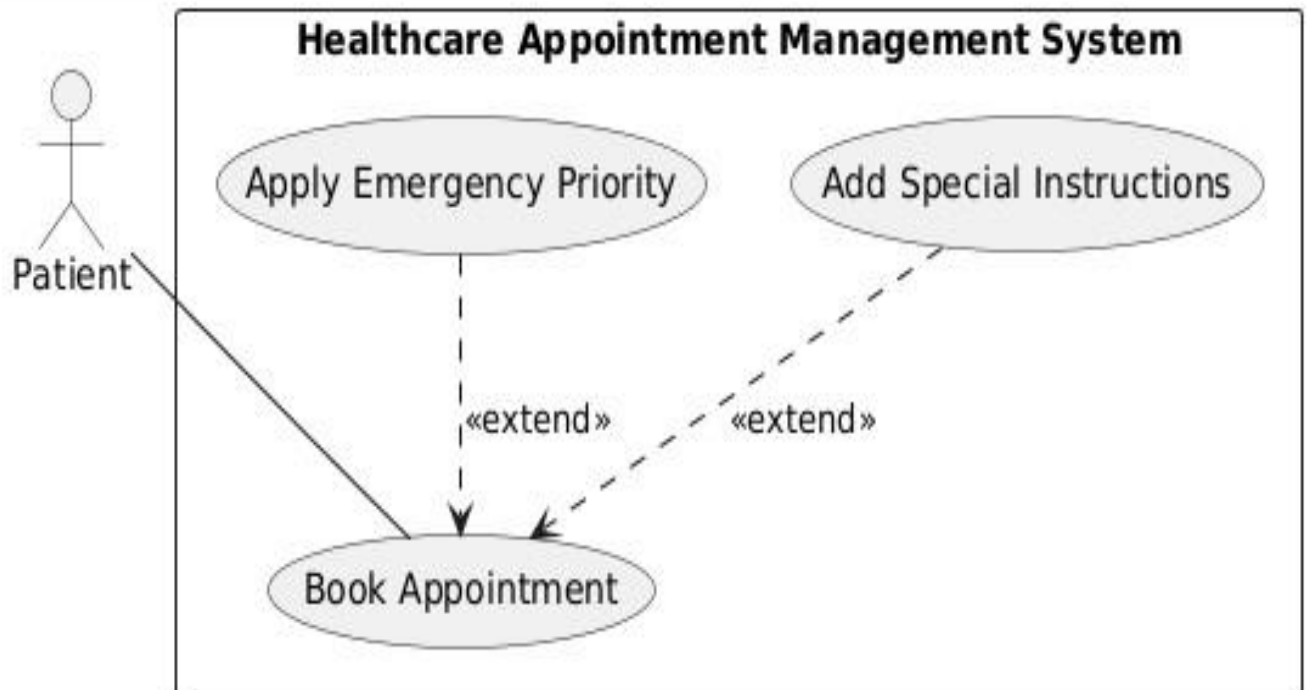 Healthcare Appointment Management System
Apply Emergency Priority
Add Special Instructions
Patient
«extend»
«extend»
Book Appointment